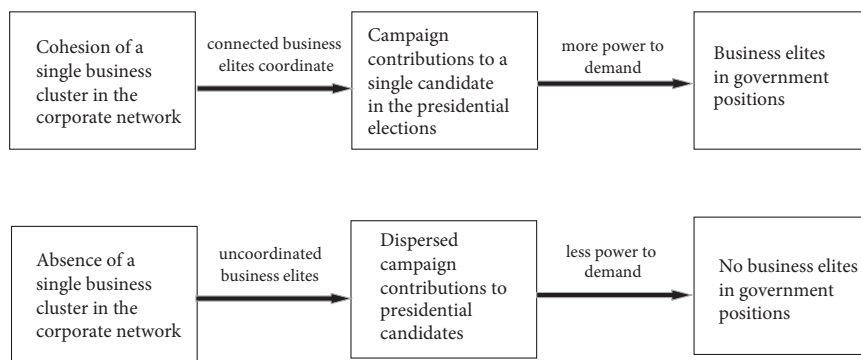 Cohesion of a
single business
cluster in the
corporate network
connected business
elites coordinate
Campaign
contributions to a
single candidate
in the presidential
elections
more power to
demand
Business elites
in government
positions
Absence of a
single business
cluster in the
corporate network
uncoordinated
business elites
Dispersed
campaign
contributions to
presidential
candidates
less power to
demand
No business elites
in government
positions